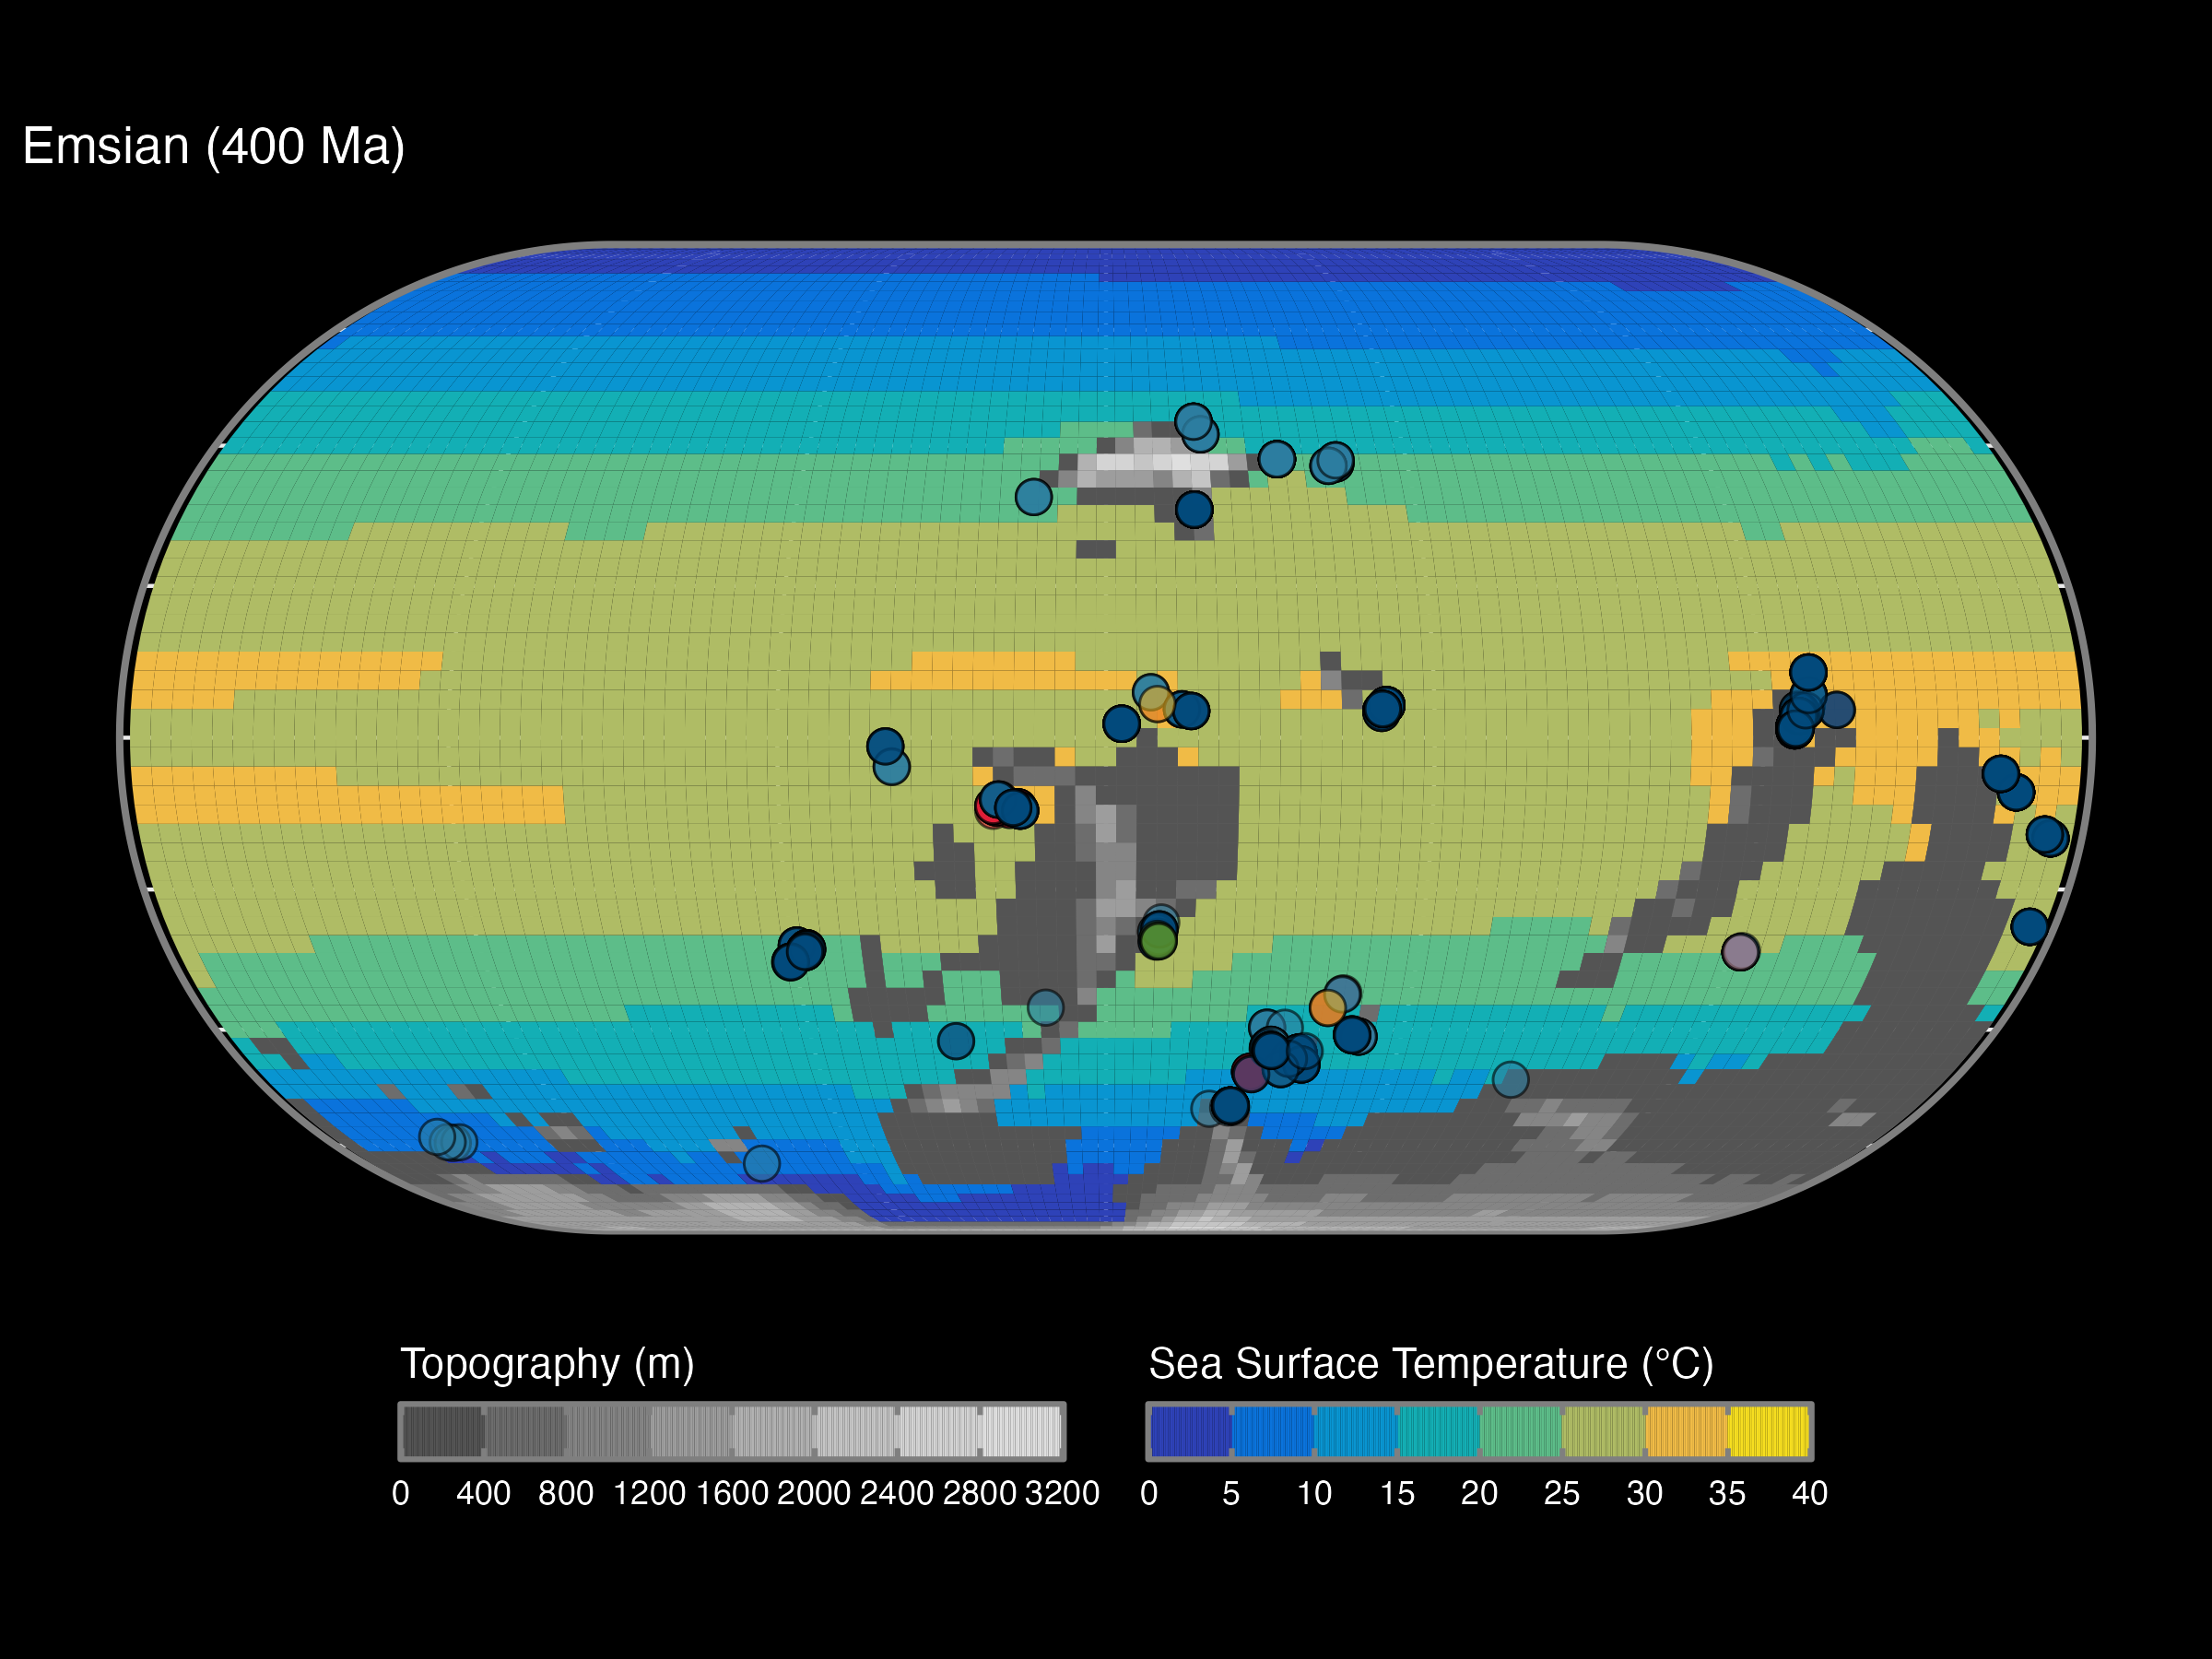 Emsian (400 Ma)
Topography (m)
0 400 800 1200 1600 2000 2400 2800 3200
Sea Surface Temperature (°C)
0 5 10 15 20 25 30 35 40